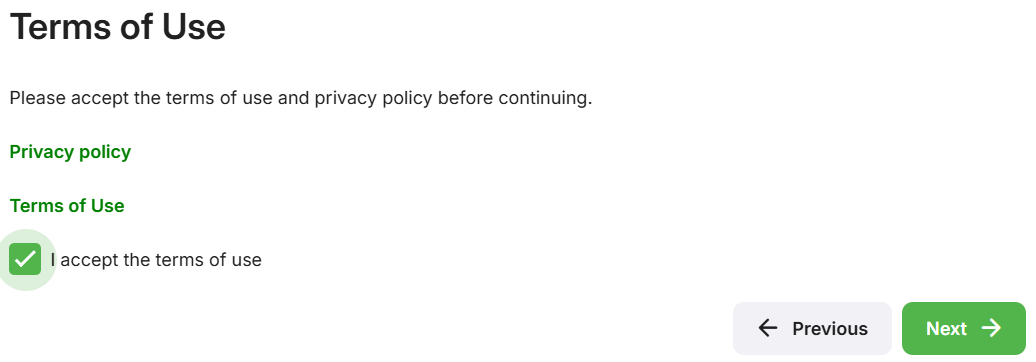 Terms of Use
Please accept the terms of use and privacy policy before continuing.
Privacy policy
Terms of Use
I accept the terms of use
Previous
Next